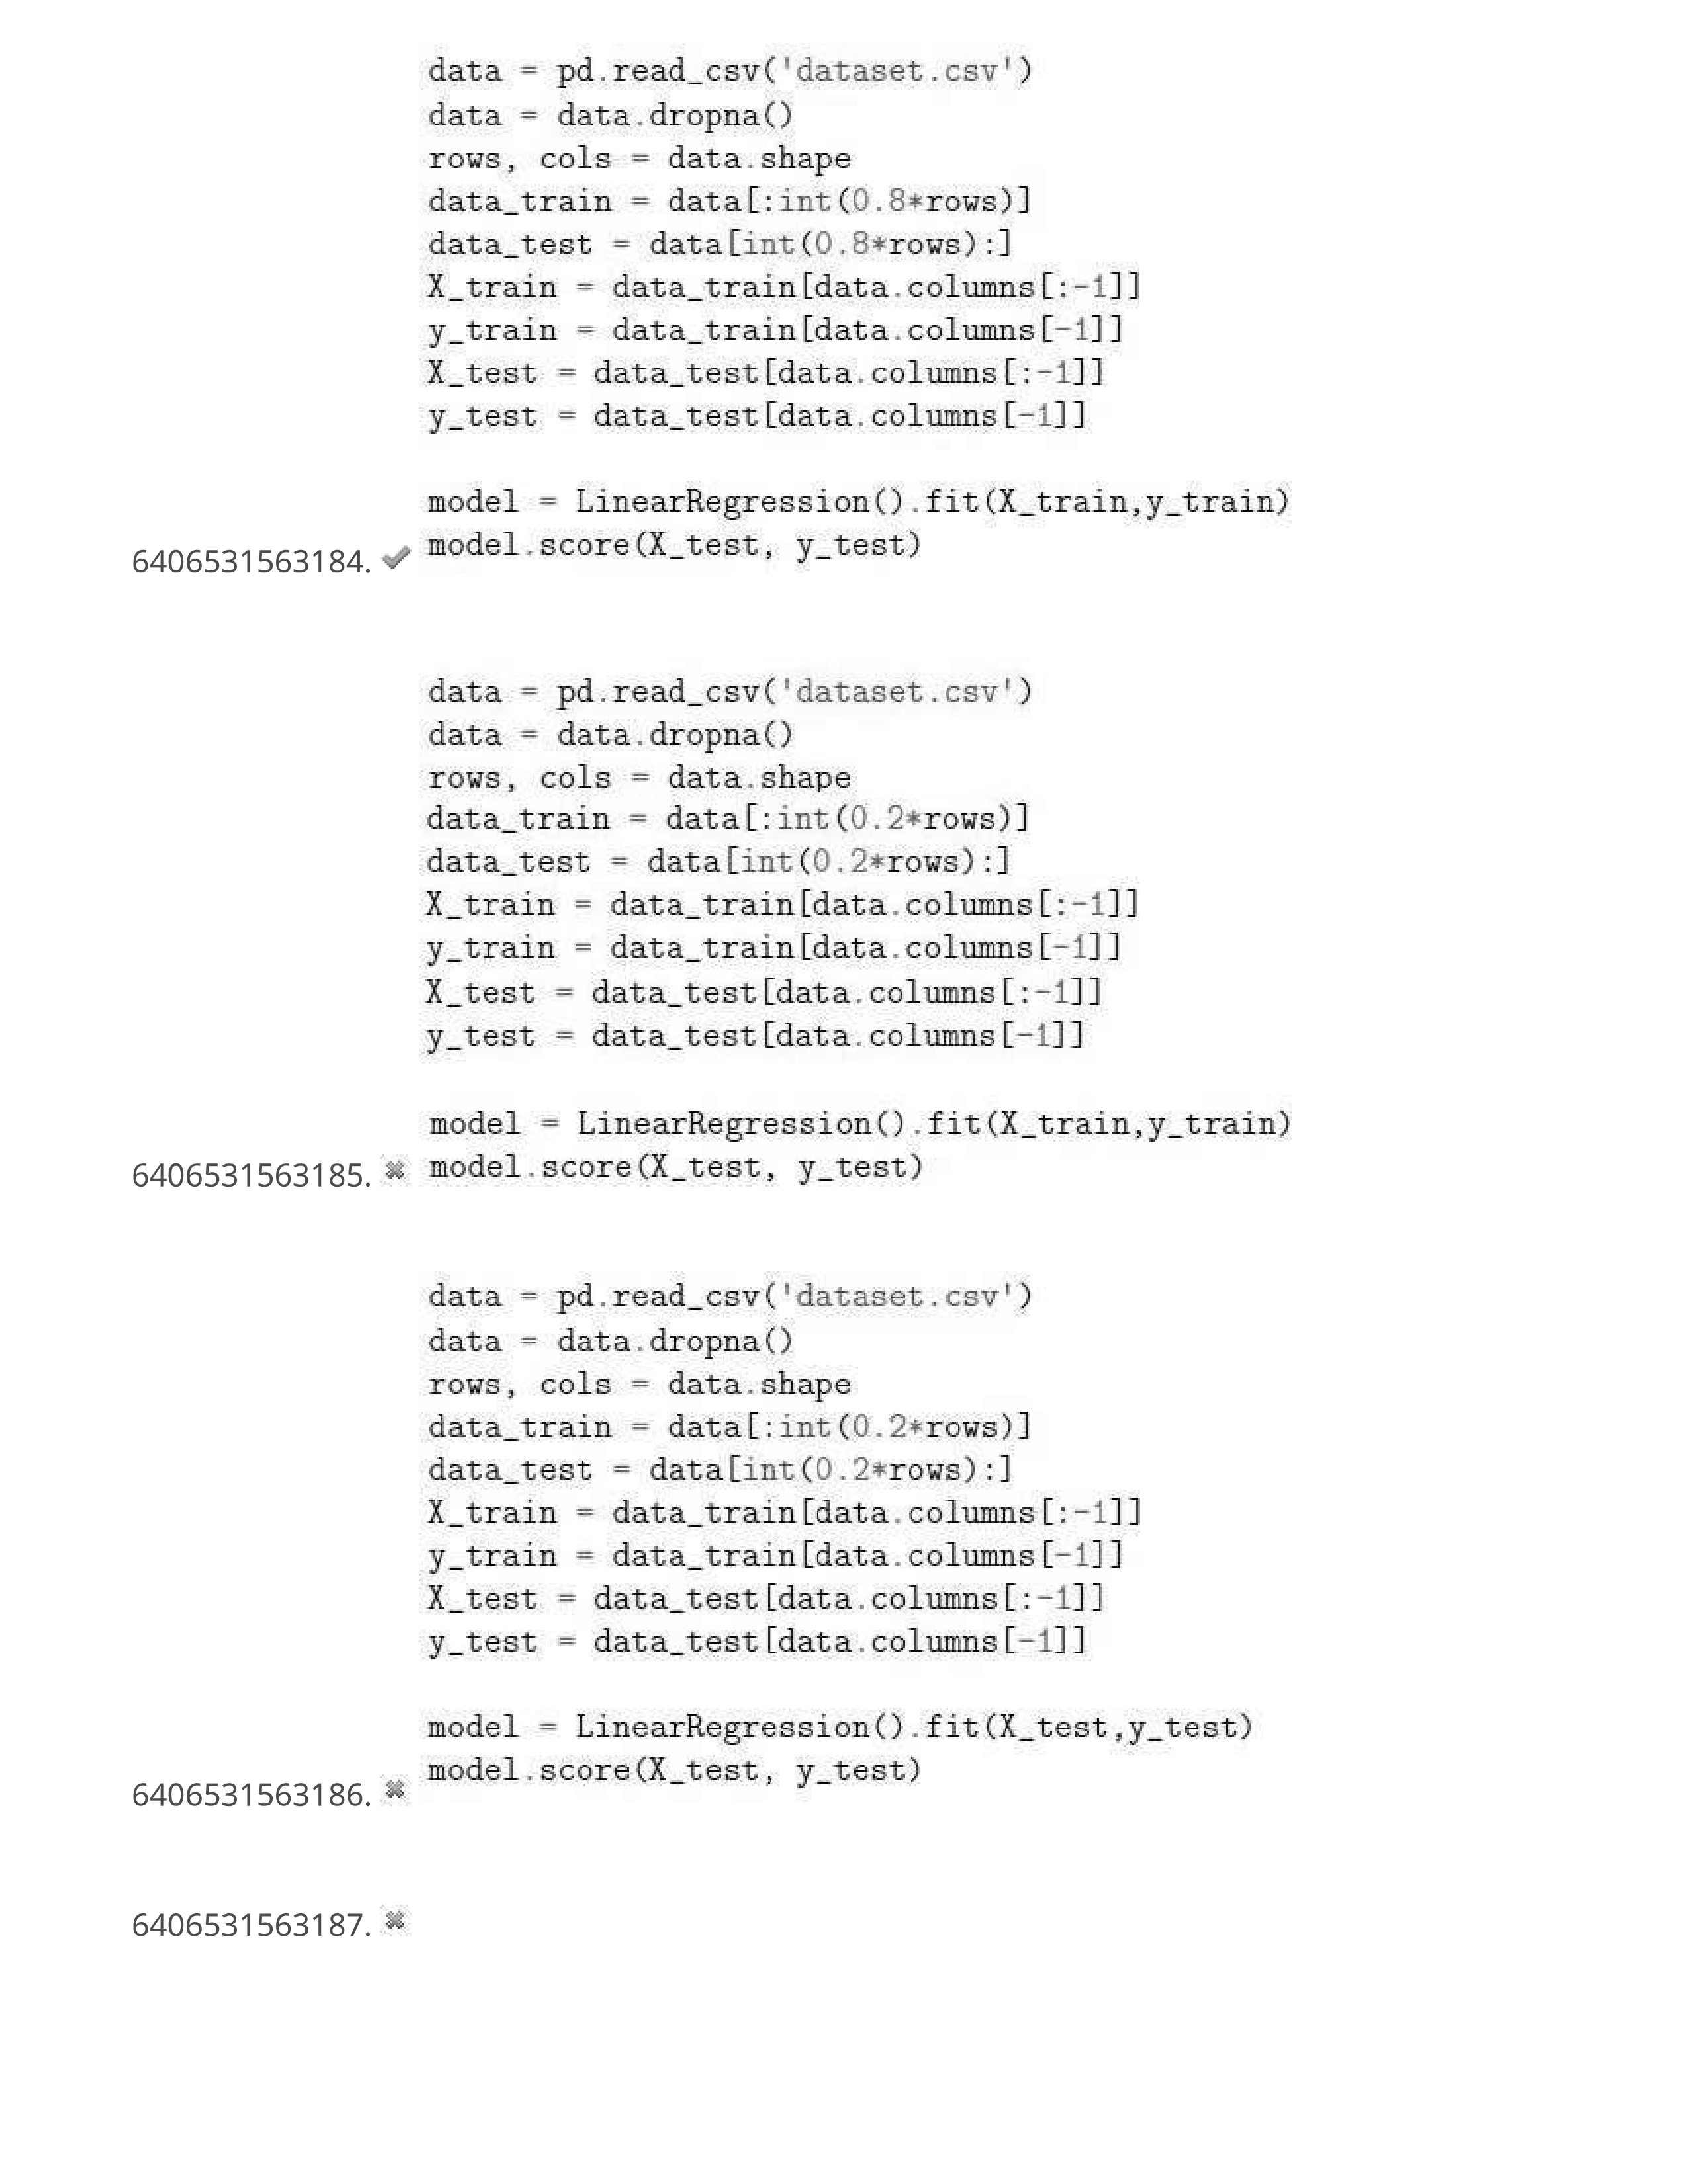 data = pd.read_csv('dataset.csv')
data = data.dropna()
rows, cols = data.shape
data_train = data[:int(0.8*rows)]
data_test = data[int(0.8*rows):]
X_train = data_train[data.columns[:-1]]
y_train = data_train[data.columns[-1]]
X_test = data_test[data.columns[:-1]]
y_test = data_test[data.columns[-1]]
model = LinearRegression().fit(X_train,y_train)
6406531563184. model.score(X_test, y_test)
data = pd.read_csv('dataset.csv')
data = data.dropna()
rows, cols = data.shape
data_train = data[:int(0.2*rows)]
data_test = data[int(0.2*rows):]
X_train = data_train[data.columns[:-1]]
y_train = data_train[data.columns[-1]]
X_test = data_test[data.columns[:-1]]
y_test = data_test[data.columns[-1]]
model = LinearRegression().fit(X_train,y_train)
6406531563185. model.score(X_test, y_test)
data = pd.read_csv('dataset.csv')
data = data.dropna()
rows, cols = data.shape
data_train = data[:int(0.2*rows)]
data_test = data[int(0.2*rows):]
X_train = data_train[data.columns[:-1]]
y_train = data_train[data.columns[-1]]
X_test = data_test[data.columns[:-1]]
y_test = data_test[data.columns[-1]]
model = LinearRegression().fit(X_test,y_test)
6406531563186. model.score(X_test, y_test)
6406531563187.